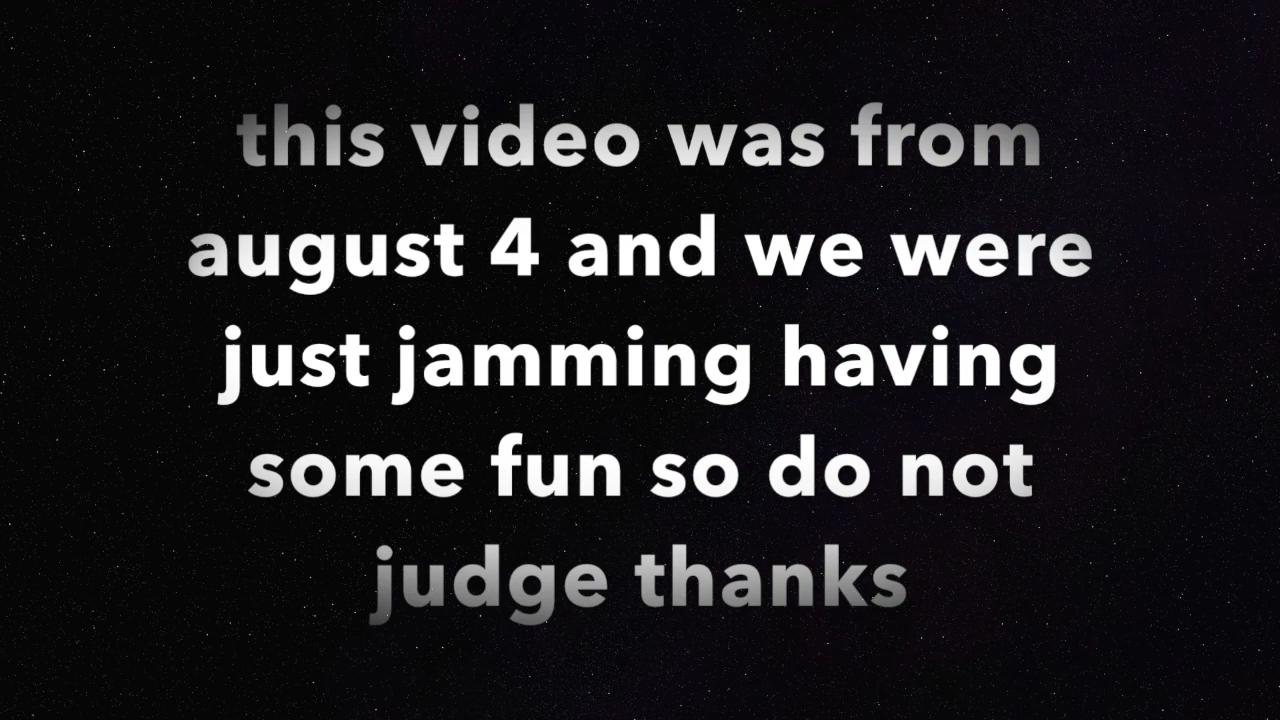 this video was from
august 4 and we were
just jamming having
some fun so do not
judge thanks